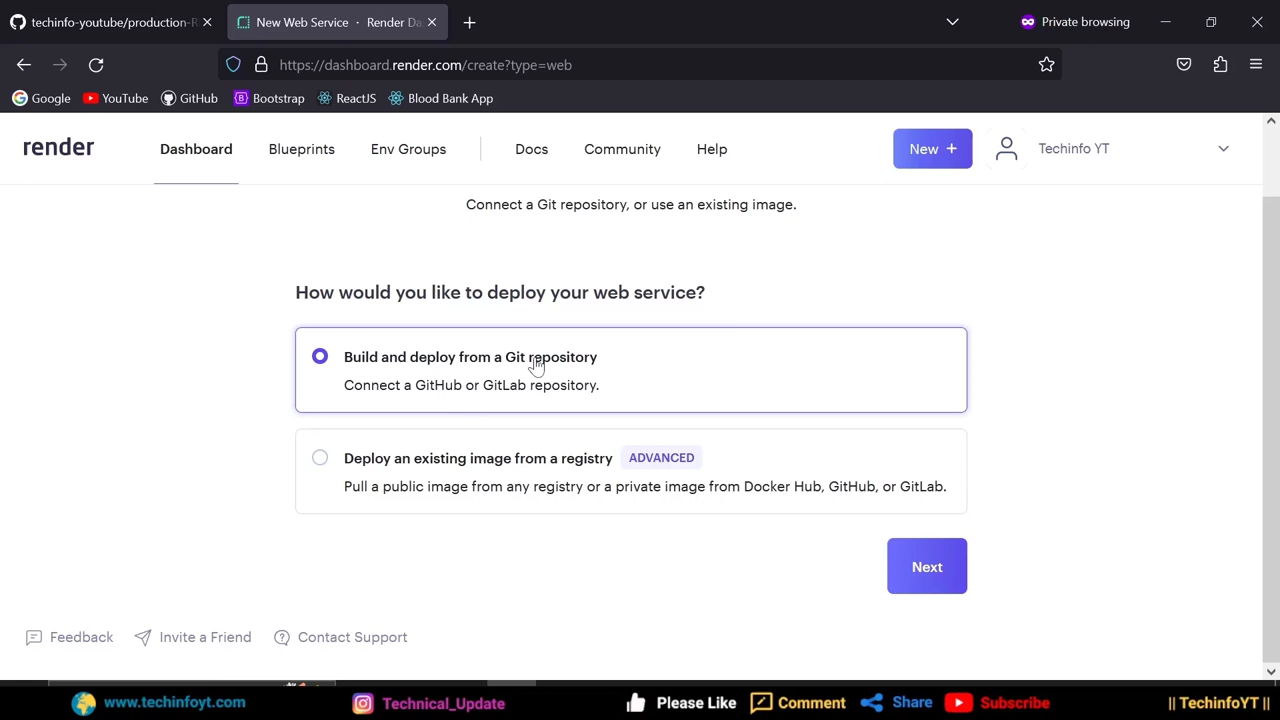 techinfo-youtube/production-R
New Web Service · Render Da
Private browsing
https://dashboard.render.com/create?type=web
Google YouTube GitHub Bootstrap ReactJS Blood Bank App
render Dashboard Blueprints Env Groups Docs Community Help New + Techinfo YT
Connect a Git repository, or use an existing image.
How would you like to deploy your web service?
Build and deploy from a Git repository
Connect a GitHub or GitLab repository.
Deploy an existing image from a registry ADVANCED
Pull a public image from any registry or a private image from Docker Hub, GitHub, or GitLab.
Next
Feedback Invite a Friend Contact Support
www.techinfoyt.com Technical_Update Please Like Comment Share Subscribe || TechinfoYT ||